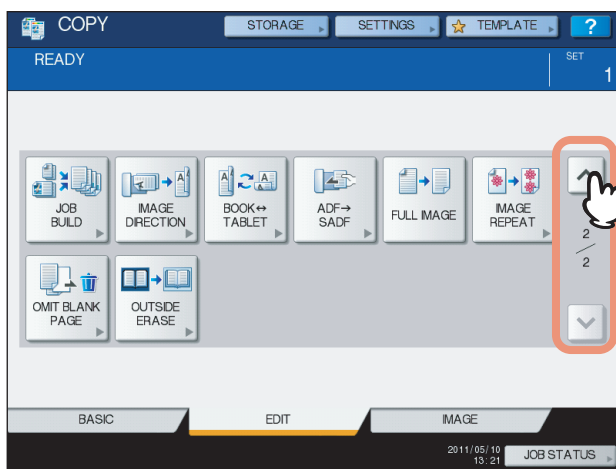 COPY
STORAGE
SETTINGS
TEMPLATE
?
READY
SET
1
JOB
BUILD
IMAGE
DIRECTION
BOOK↔
TABLET
ADF→
SADF
FULL IMAGE
IMAGE
REPEAT
2
2
OMIT BLANK
PAGE
OUTSIDE
ERASE
BASIC
EDIT
IMAGE
2011/05/10
13:21
JOB STATUS